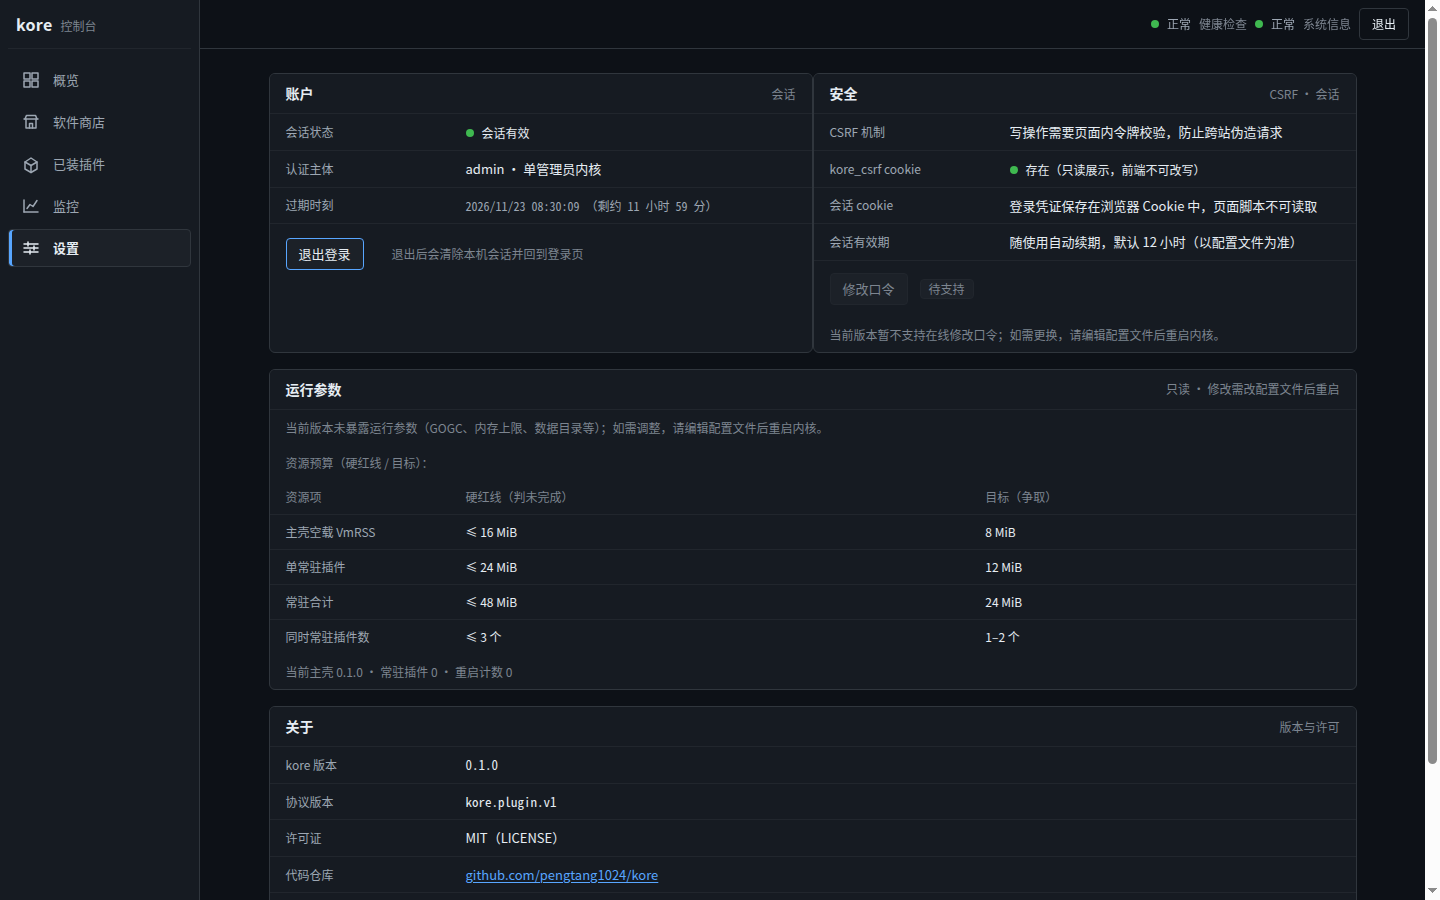 kore 控制台
正常 健康检查 正常 系统信息 退出
概览
软件商店
已装插件
监控
设置
账户 会话
会话状态 会话有效
认证主体 admin · 单管理员内核
过期时刻 2026/11/23 08:30:09 （剩约 11 小时 59 分）
退出登录 退出后会清除本机会话并回到登录页
安全 CSRF · 会话
CSRF 机制 写操作需要页面内令牌校验，防止跨站伪造请求
kore_csrf cookie 存在（只读展示，前端不可改写）
会话 cookie 登录凭证保存在浏览器 Cookie 中，页面脚本不可读取
会话有效期 随使用自动续期，默认 12 小时（以配置文件为准）
修改口令 待支持
当前版本暂不支持在线修改口令；如需更换，请编辑配置文件后重启内核。
运行参数 只读 · 修改需改配置文件后重启
当前版本未暴露运行参数（GOGC、内存上限、数据目录等）；如需调整，请编辑配置文件后重启内核。
资源预算（硬红线 / 目标）：
资源项 硬红线（判未完成） 目标（争取）
主壳空载 VmRSS ≤ 16 MiB 8 MiB
单常驻插件 ≤ 24 MiB 12 MiB
常驻合计 ≤ 48 MiB 24 MiB
同时常驻插件数 ≤ 3 个 1–2 个
当前主壳 0.1.0 · 常驻插件 0 · 重启计数 0
关于 版本与许可
kore 版本 0.1.0
协议版本 kore.plugin.v1
许可证 MIT（LICENSE）
代码仓库 github.com/pengtang1024/kore